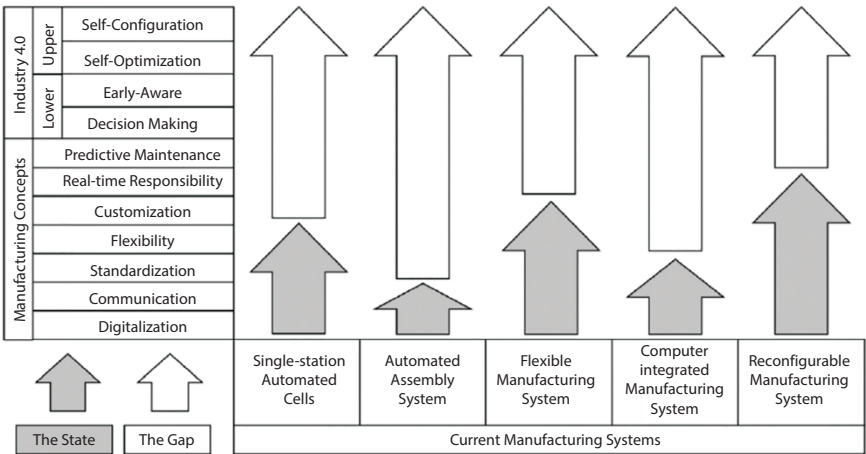 Industry 4.0
Upper
Self-Configuration
Self-Optimization
Lower
Early-Aware
Decision Making
Manufacturing Concepts
Predictive Maintenance
Real-time Responsibility
Customization
Flexibility
Standardization
Communication
Digitalization
Single-station
Automated
Cells
Automated
Assembly
System
Flexible
Manufacturing
System
Computer
integrated
Manufacturing
System
Reconfigurable
Manufacturing
System
The State
The Gap
Current Manufacturing Systems